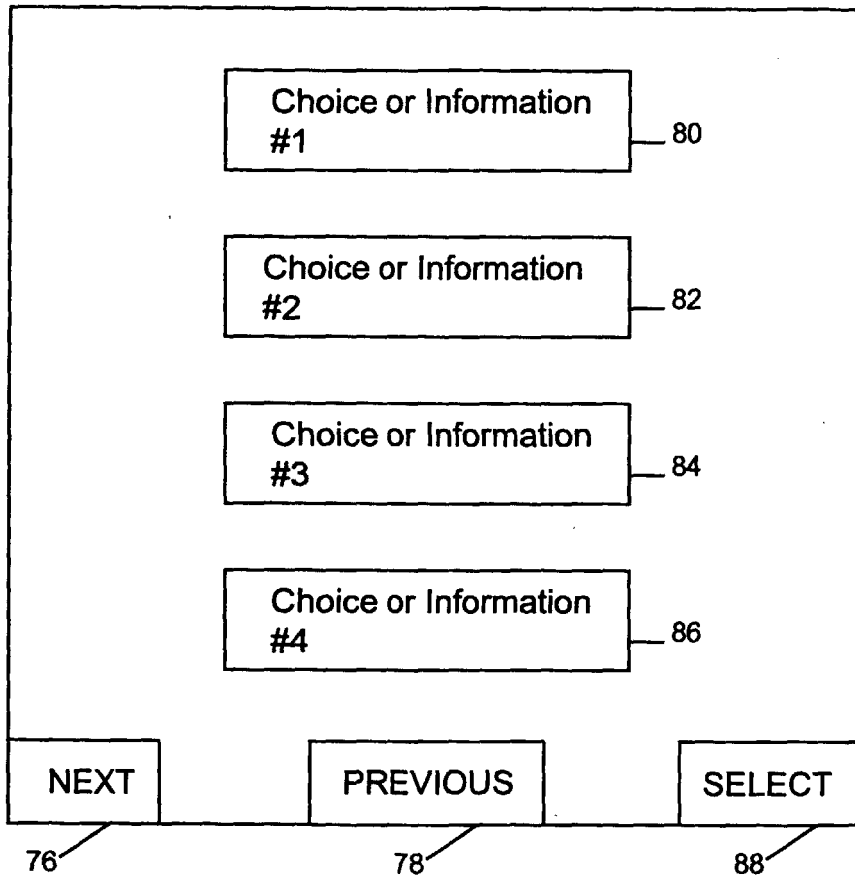 Choice or Information
#1
80
Choice or Information
#2
82
Choice or Information
#3
84
Choice or Information
#4
86
NEXT
PREVIOUS
SELECT
76
78
88